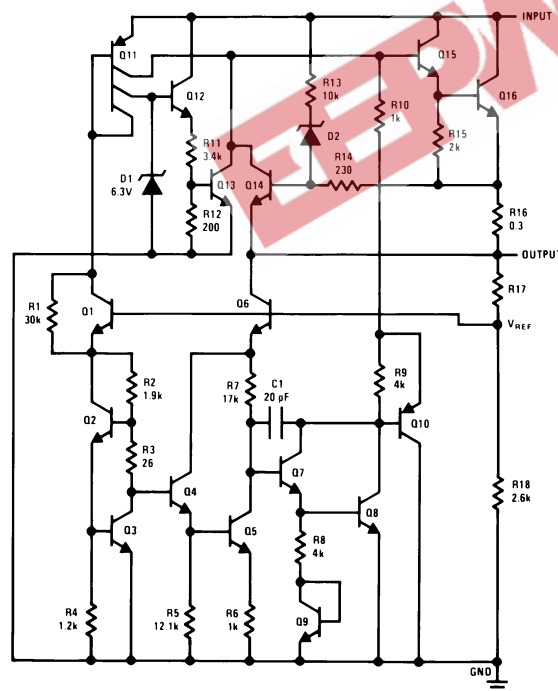 INPUT
Q11
Q15
Q12
R13
10k
Q16
R10
1k
R11
3.4k
D2
R15
2k
D1
6.3V
R14
230
Q13
Q14
R12
200
R16
0.3
OUTPUT
R1
30k
Q1
Q6
R17
VREF
R2
1.9k
R7
17k
C1
20 pF
R9
4k
Q10
Q2
R3
26
Q4
Q7
R18
2.6k
Q3
Q5
Q8
R8
4k
R4
1.2k
R5
12.1k
R6
1k
Q9
GND